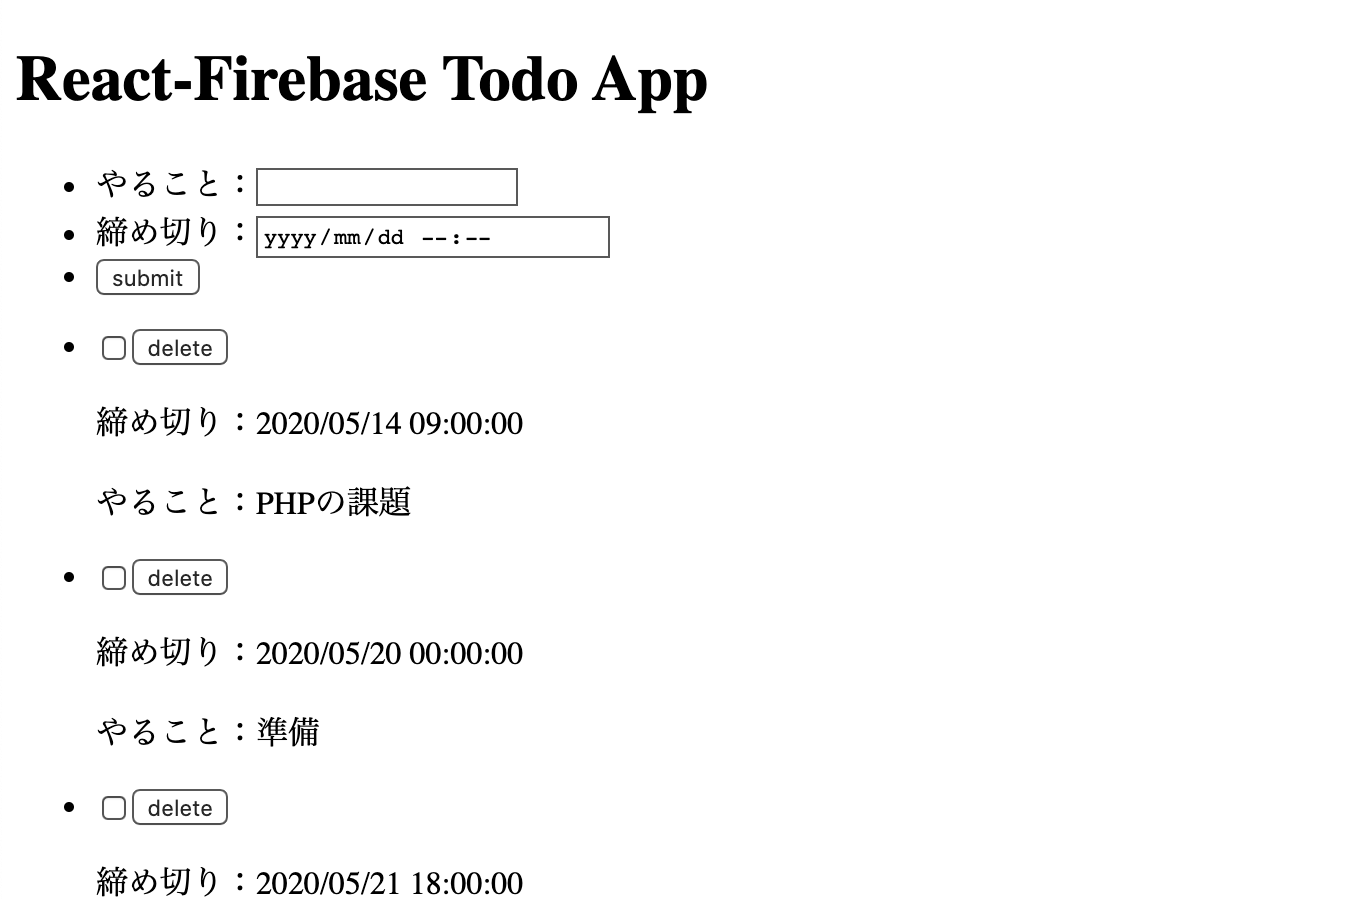 React-Firebase Todo App
やること：
締め切り：yyyy/mm/dd --:--
submit
delete
締め切り：2020/05/14 09:00:00
やること：PHPの課題
delete
締め切り：2020/05/20 00:00:00
やること：準備
delete
締め切り：2020/05/21 18:00:00